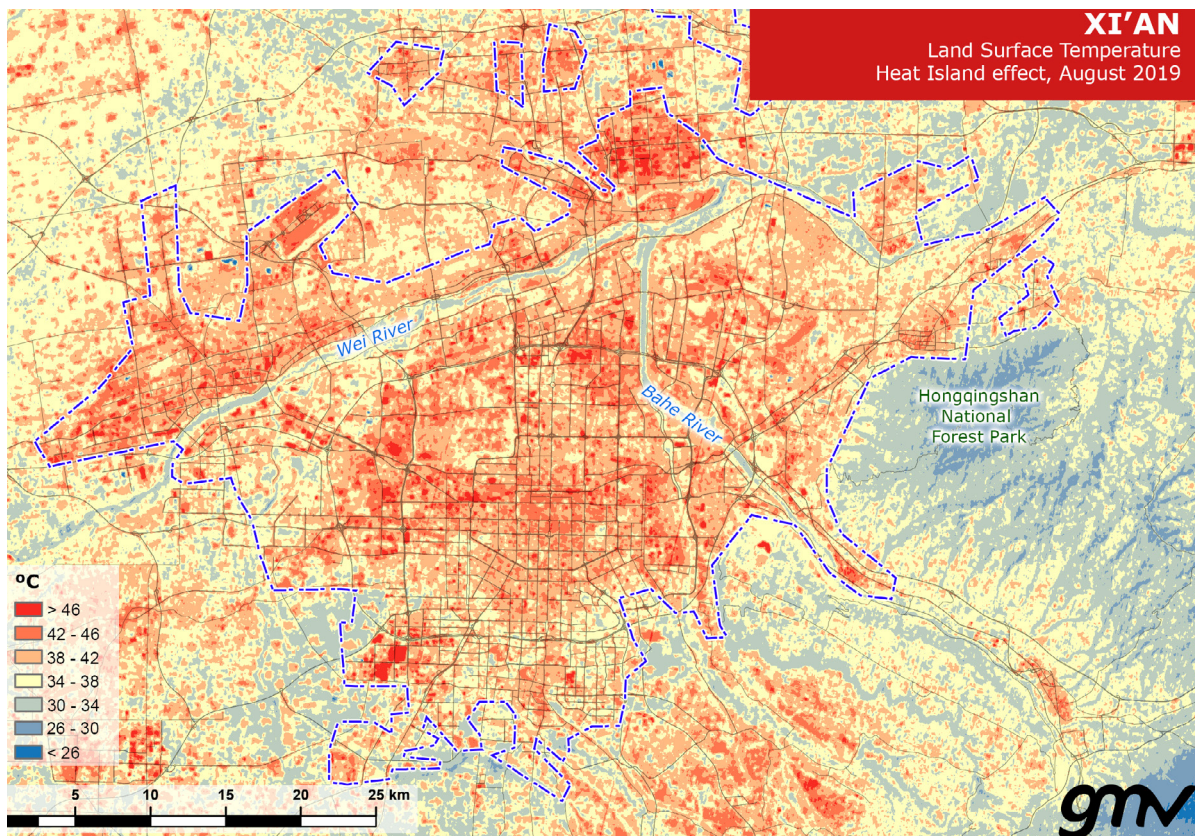 XI'AN
Land Surface Temperature
Heat Island effect, August 2019
Wei River
Bahe River
Hongqingshan
National
Forest Park
ºC
> 46
42 - 46
38 - 42
34 - 38
30 - 34
26 - 30
< 26
5 10 15 20 25 km
gmv